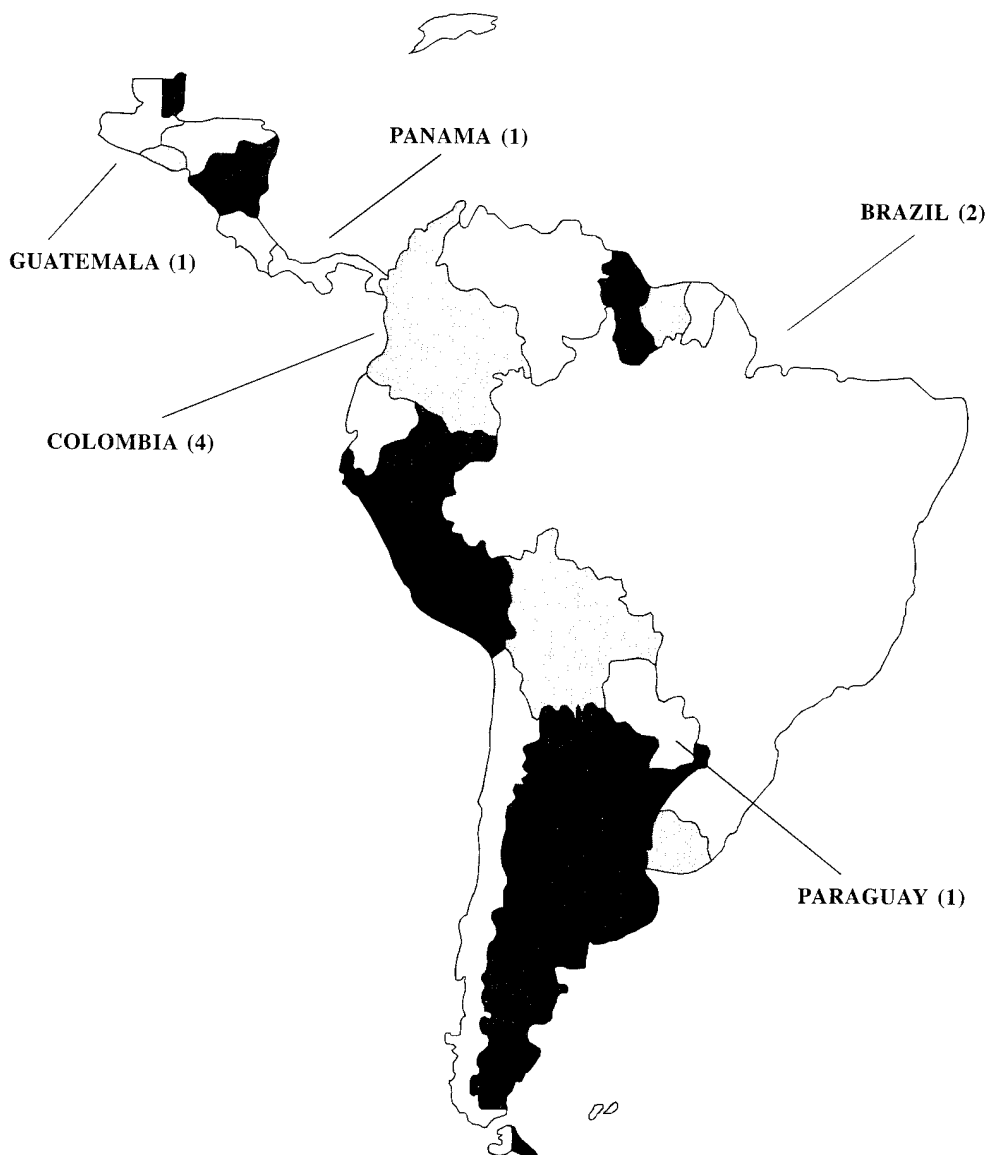 PANAMA (1)
BRAZIL (2)
GUATEMALA (1)
COLOMBIA (4)
PARAGUAY (1)